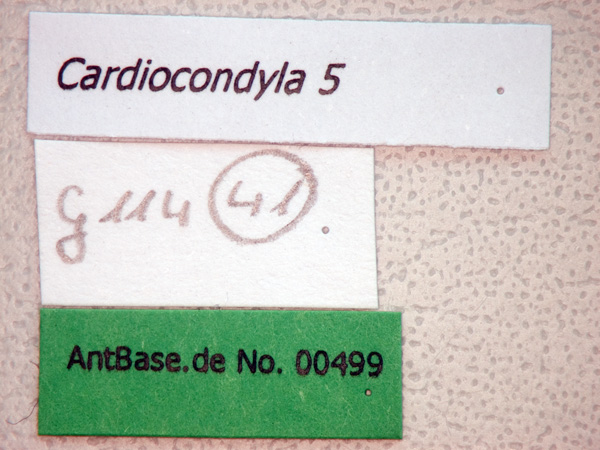 Cardiocondyla 5
G114 41
AntBase.de No. 00499